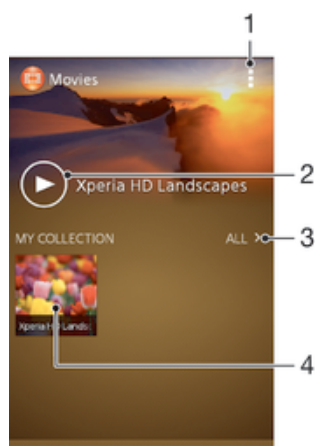 1
Movies
2
Xperia HD Landscapes
MY COLLECTION ALL
3
Xperia HD Lands
4